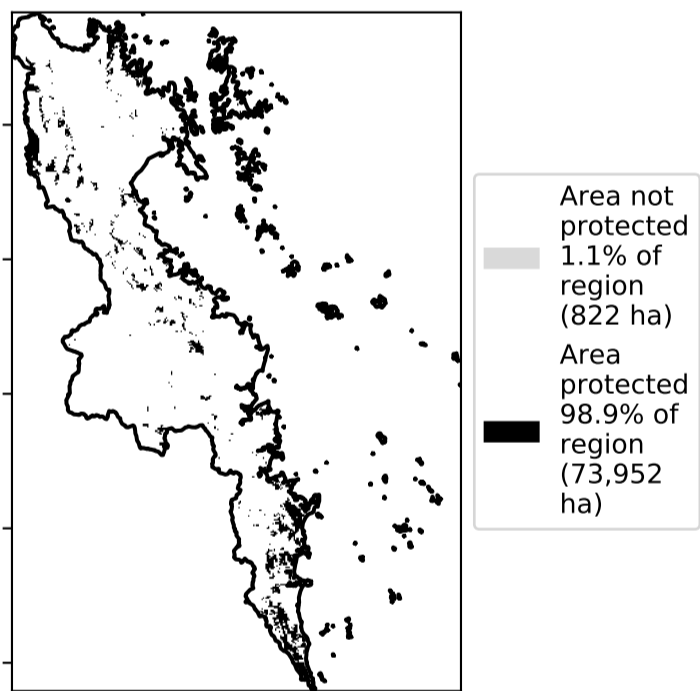 Area not
protected
1.1% of
region
(822 ha)
Area
protected
98.9% of
region
(73,952
ha)